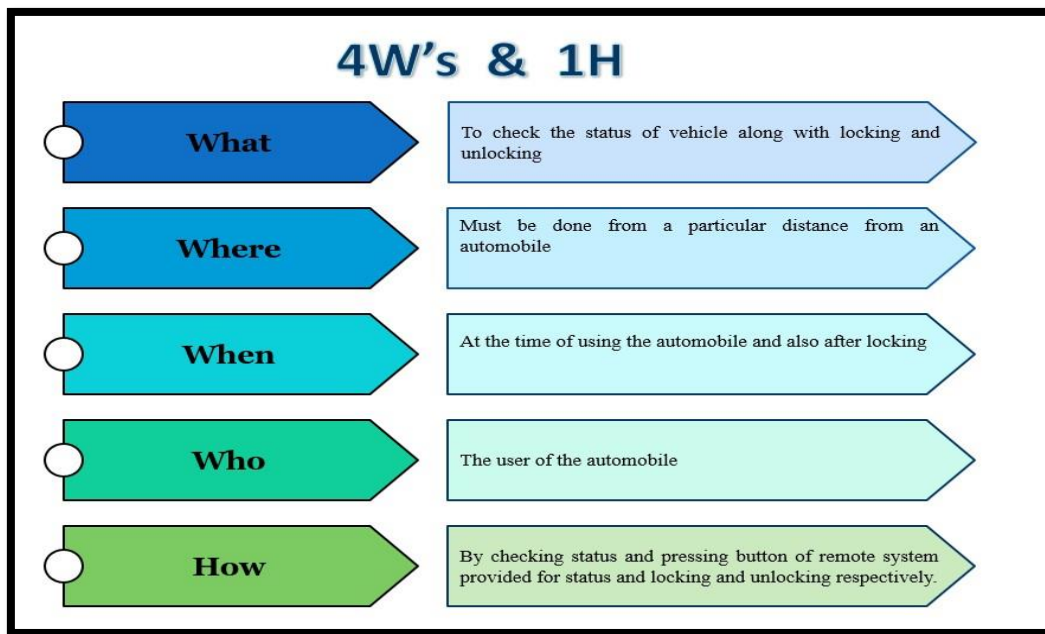 4W's & 1H
What
To check the status of vehicle along with locking and
unlocking
Where
Must be done from a particular distance from an
automobile
When
At the time of using the automobile and also after locking
Who
The user of the automobile
How
By checking status and pressing button of remote system
provided for status and locking and unlocking respectively.